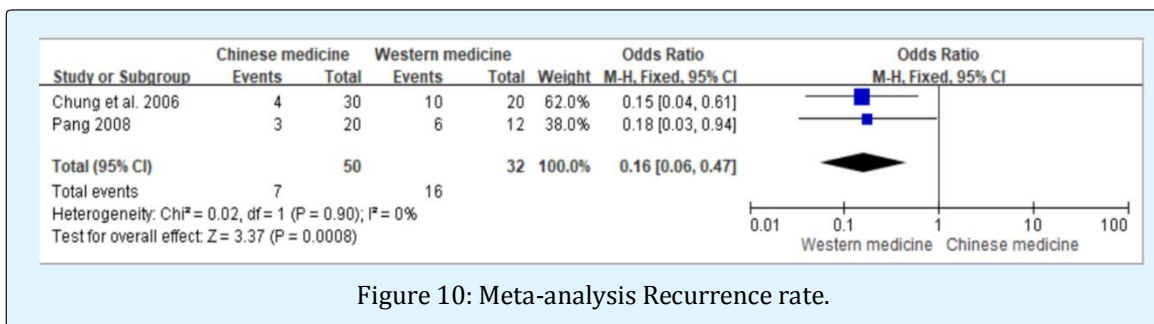 Chinese medicine Western medicine Odds Ratio Odds Ratio
Study or Subgroup Events Total Events Total Weight M-H, Fixed, 95% CI M-H, Fixed, 95% CI
Chung et al. 2006 4 30 10 20 62.0% 0.15 [0.04, 0.61]
Pang 2008 3 20 6 12 38.0% 0.18 [0.03, 0.94]
Total (95% CI) 50 32 100.0% 0.16 [0.06, 0.47]
Total events 7 16
Heterogeneity: Chi² = 0.02, df = 1 (P = 0.90); I² = 0%
Test for overall effect: Z = 3.37 (P = 0.0008)
0.01 0.1 1 10 100
Western medicine Chinese medicine
Figure 10: Meta-analysis Recurrence rate.